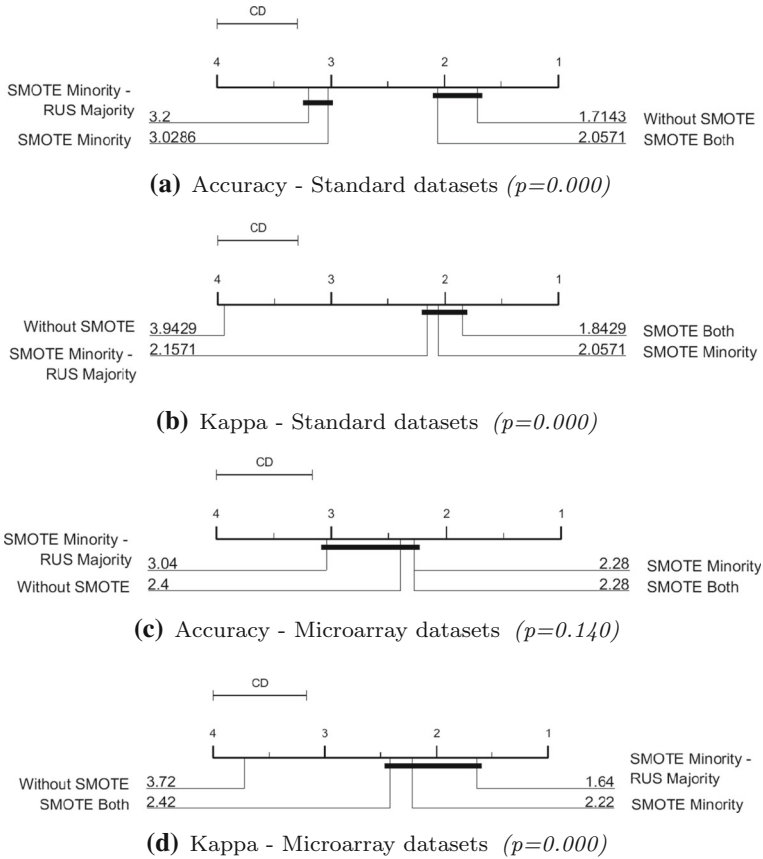 CD
4 3 2 1
SMOTE Minority -
RUS Majority
3.2
1.7143
Without SMOTE
SMOTE Minority
3.0286
2.0571
SMOTE Both
(a) Accuracy - Standard datasets (p=0.000)
CD
4 3 2 1
Without SMOTE
3.9429
1.8429
SMOTE Both
SMOTE Minority -
RUS Majority
2.1571
2.0571
SMOTE Minority
(b) Kappa - Standard datasets (p=0.000)
CD
4 3 2 1
SMOTE Minority -
RUS Majority
3.04
2.28
SMOTE Minority
Without SMOTE
2.4
2.28
SMOTE Both
(c) Accuracy - Microarray datasets (p=0.140)
CD
4 3 2 1
Without SMOTE
3.72
1.64
SMOTE Minority -
RUS Majority
SMOTE Both
2.42
2.22
SMOTE Minority
(d) Kappa - Microarray datasets (p=0.000)